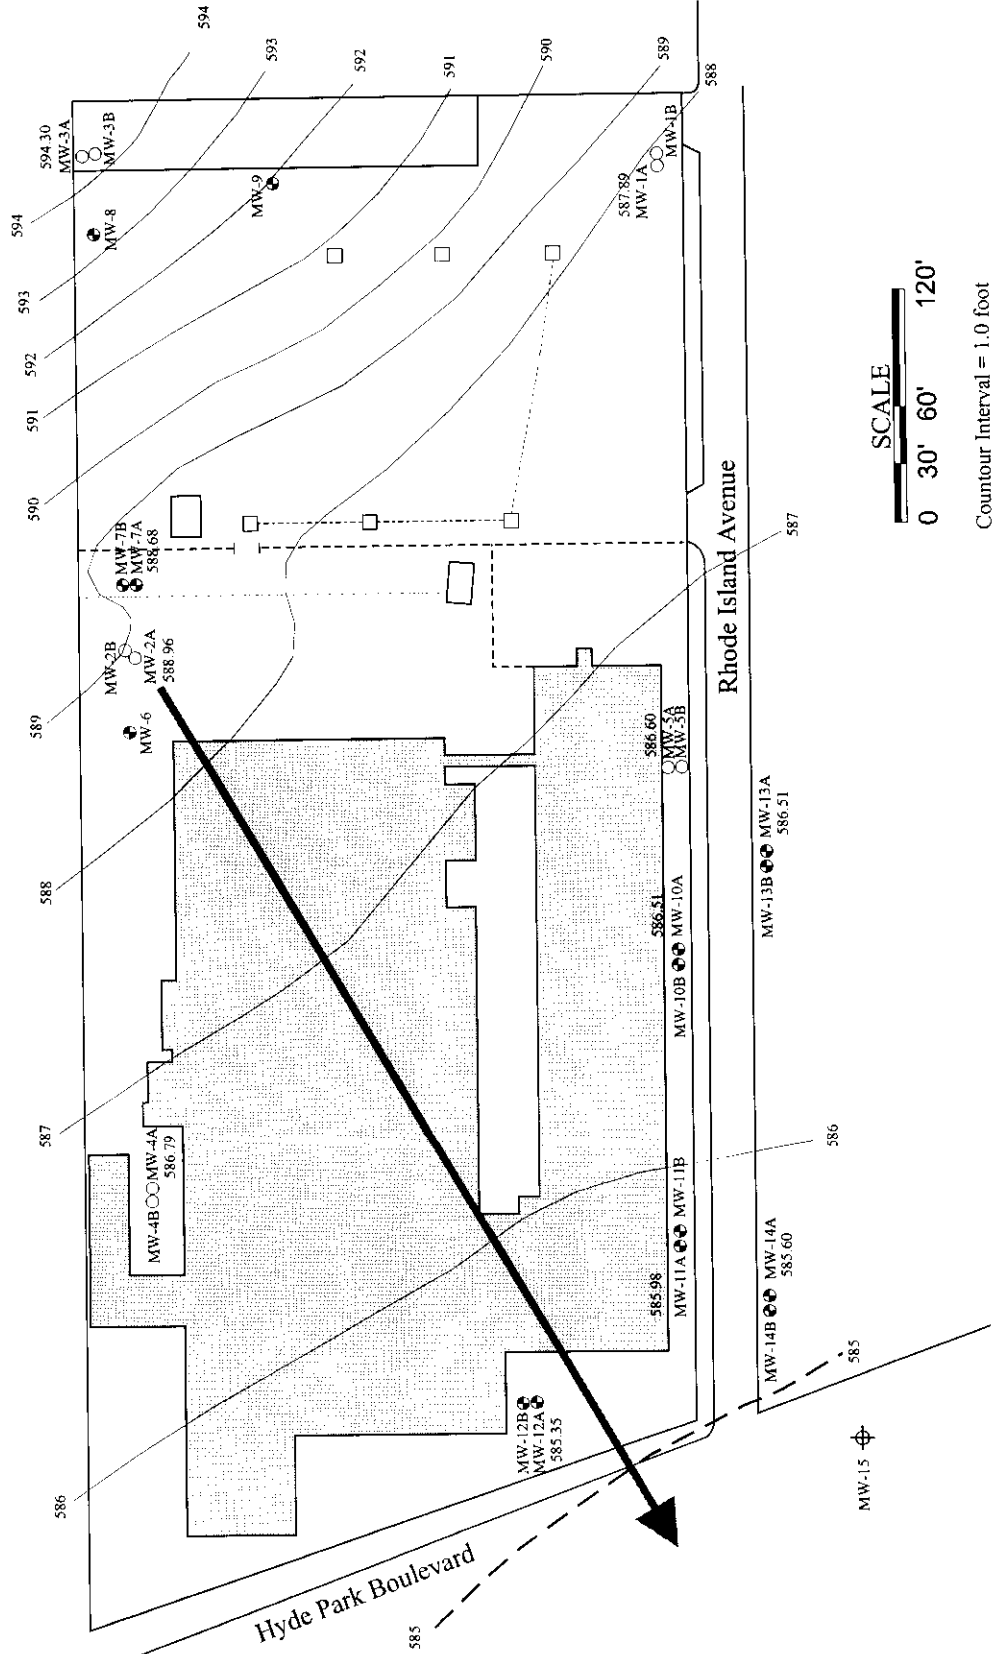 594
593
592
591
590
589
588
594.30
MW-3A
MW-3B
594
MW-8
MW-9
587.89
MW-1A
MW-1B
593
592
591
590
MW-7B
MW-7A
588.68
MW-2B
MW-2A
588.96
589
MW-6
588
587
Rhode Island Avenue
586.60
MW-5A
MW-5B
586.51
MW-10B
MW-10A
MW-13B
MW-13A
586.51
587
MW-4B
MW-4A
586.79
586
585.98
MW-11A
MW-11B
MW-14B
MW-14A
585.60
585
586
MW-12B
MW-12A
585.35
MW-15
Hyde Park Boulevard
585
SCALE
0 30' 60' 120'
Countour Interval = 1.0 foot